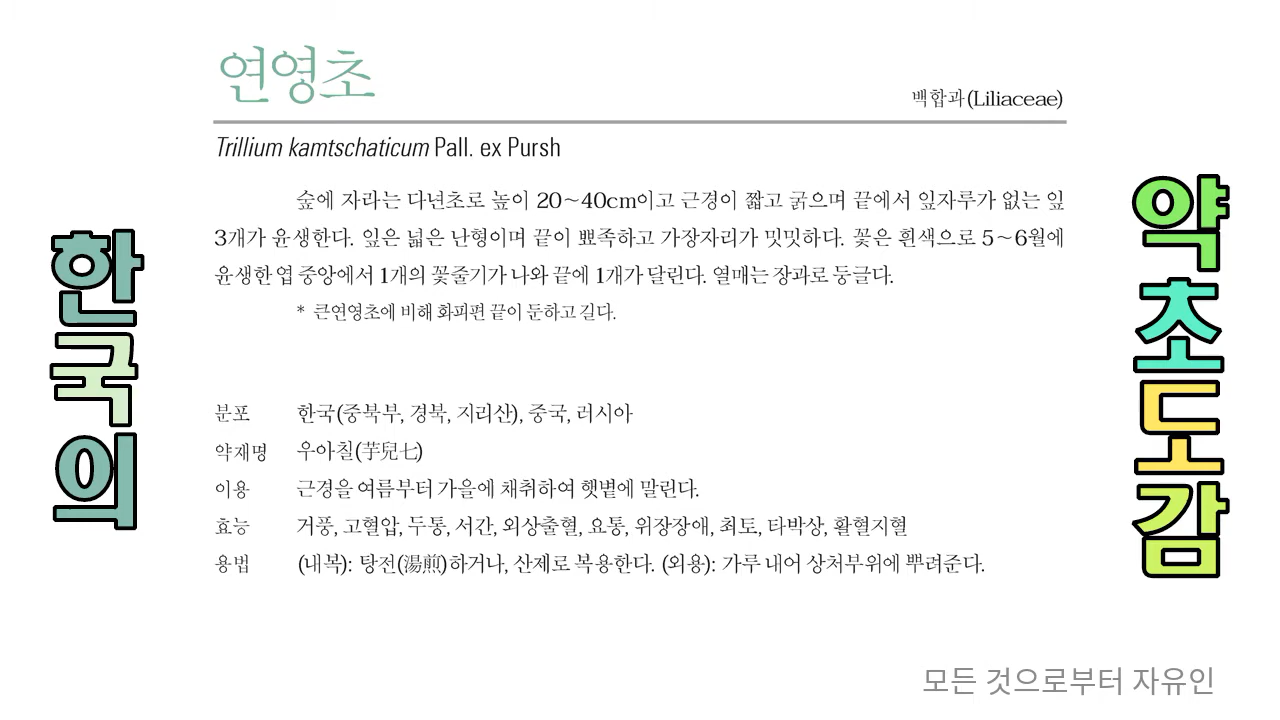 연영초
백합과(Liliaceae)
Trillium kamtschaticum Pall. ex Pursh
숲에 자라는 다년초로 높이 20~40cm이고 근경이 짧고 굵으며 끝에서 잎자루가 없는 잎
3개가 윤생한다. 잎은 넓은 난형이며 끝이 뾰족하고 가장자리가 밋밋하다. 꽃은 흰색으로 5~6월에
윤생한 엽 중앙에서 1개의 꽃줄기가 나와 끝에 1개가 달린다. 열매는 장과로 둥글다.
* 큰연영초에 비해 화피편 끝이 둔하고 길다.
분포 한국(중북부, 경북, 지리산), 중국, 러시아
약재명 우아칠(芋兒七)
이용 근경을 여름부터 가을에 채취하여 햇볕에 말린다.
효능 거풍, 고혈압, 두통, 서간, 외상출혈, 요통, 위장장애, 최토, 타박상, 활혈지혈
용법 (내복): 탕전(湯煎)하거나, 산제로 복용한다. (외용): 가루 내어 상처부위에 뿌려준다.
한국의
약초도감
모든 것으로부터 자유인